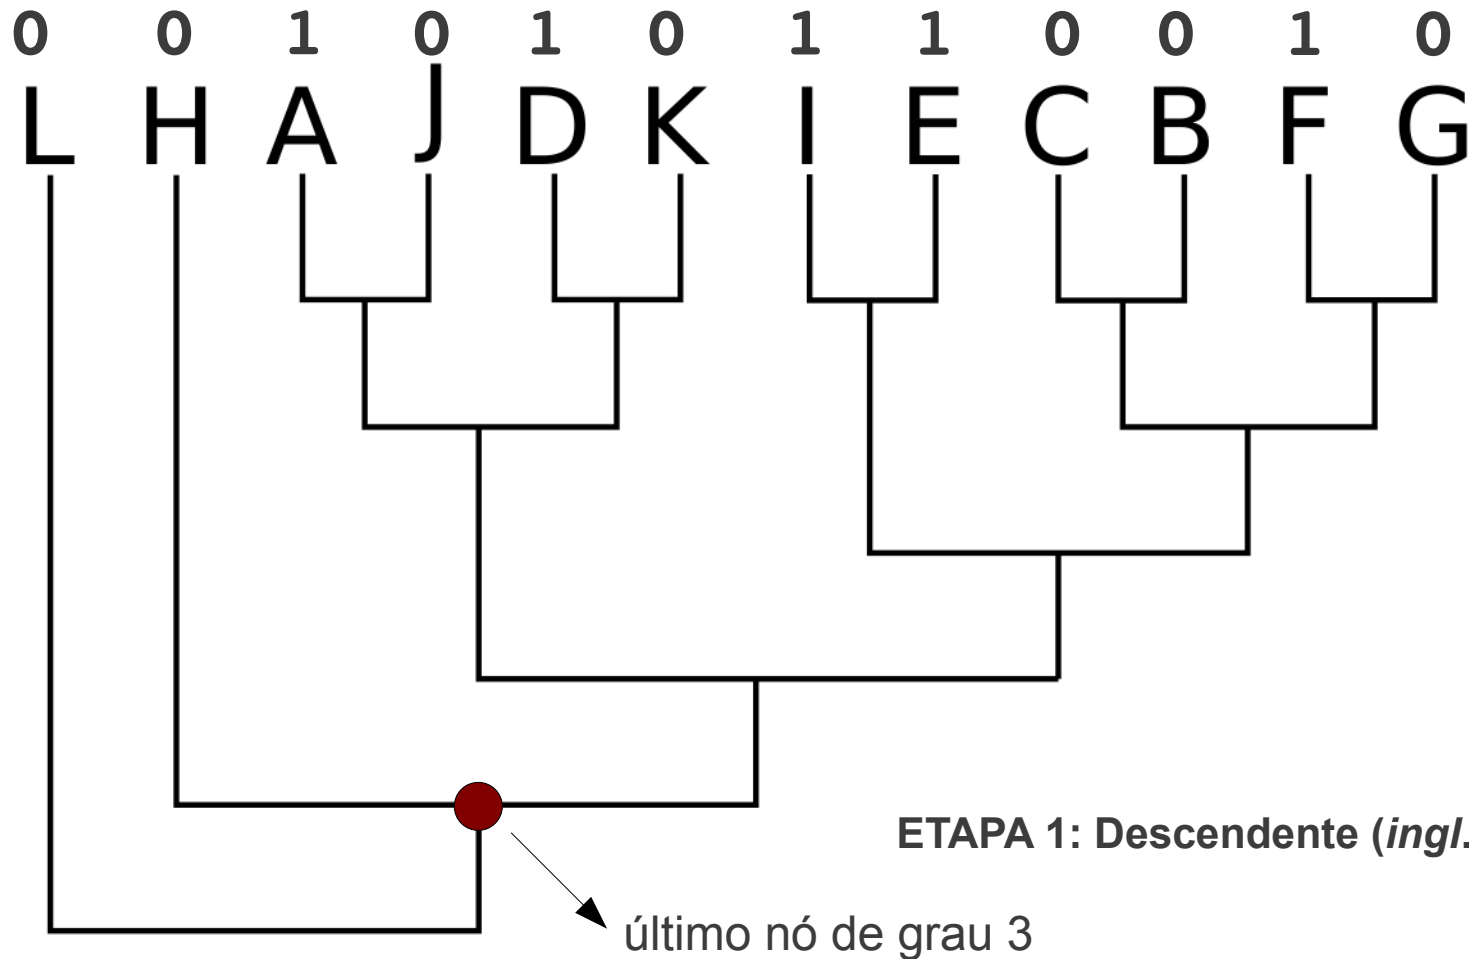 0 0 1 0 1 0 1 1 0 0 1 0
L H A J D K I E C B F G
ETAPA 1: Descendente (ingl.
último nó de grau 3